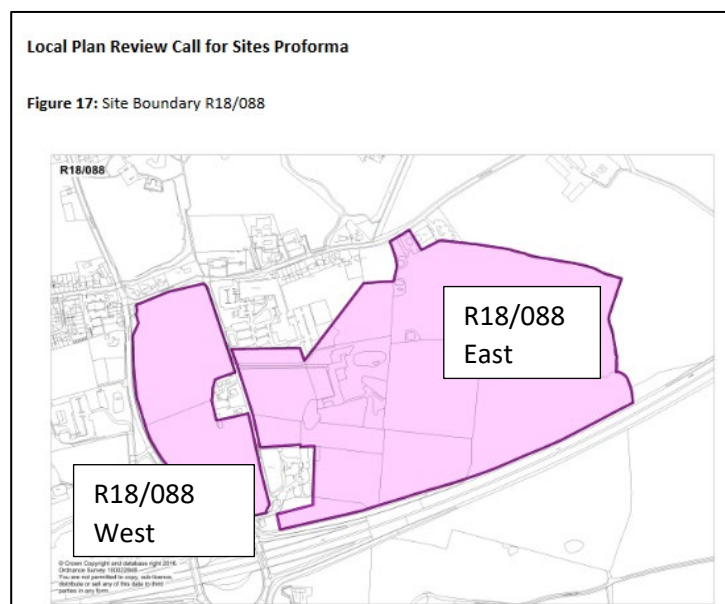 Local Plan Review Call for Sites Proforma
Figure 17: Site Boundary R18/088
R18/088
R18/088
East
R18/088
West
© Crown Copyright and database right 2016.
Ordnance Survey 100022848
You are not permitted to copy, sub-licence,
distribute or sell any of this data to third
parties in any form.